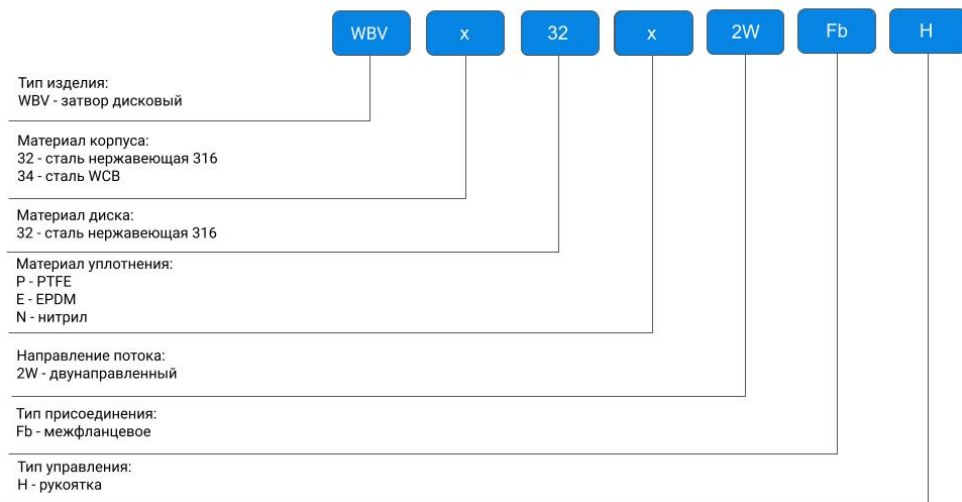 WBV x 32 x 2W Fb H
Тип изделия:
WBV - затвор дисковый
Материал корпуса:
32 - сталь нержавеющая 316
34 - сталь WCB
Материал диска:
32 - сталь нержавеющая 316
Материал уплотнения:
P - PTFE
E - EPDM
N - нитрил
Направление потока:
2W - двунаправленный
Тип присоединения:
Fb - межфланцевое
Тип управления:
H - рукоятка